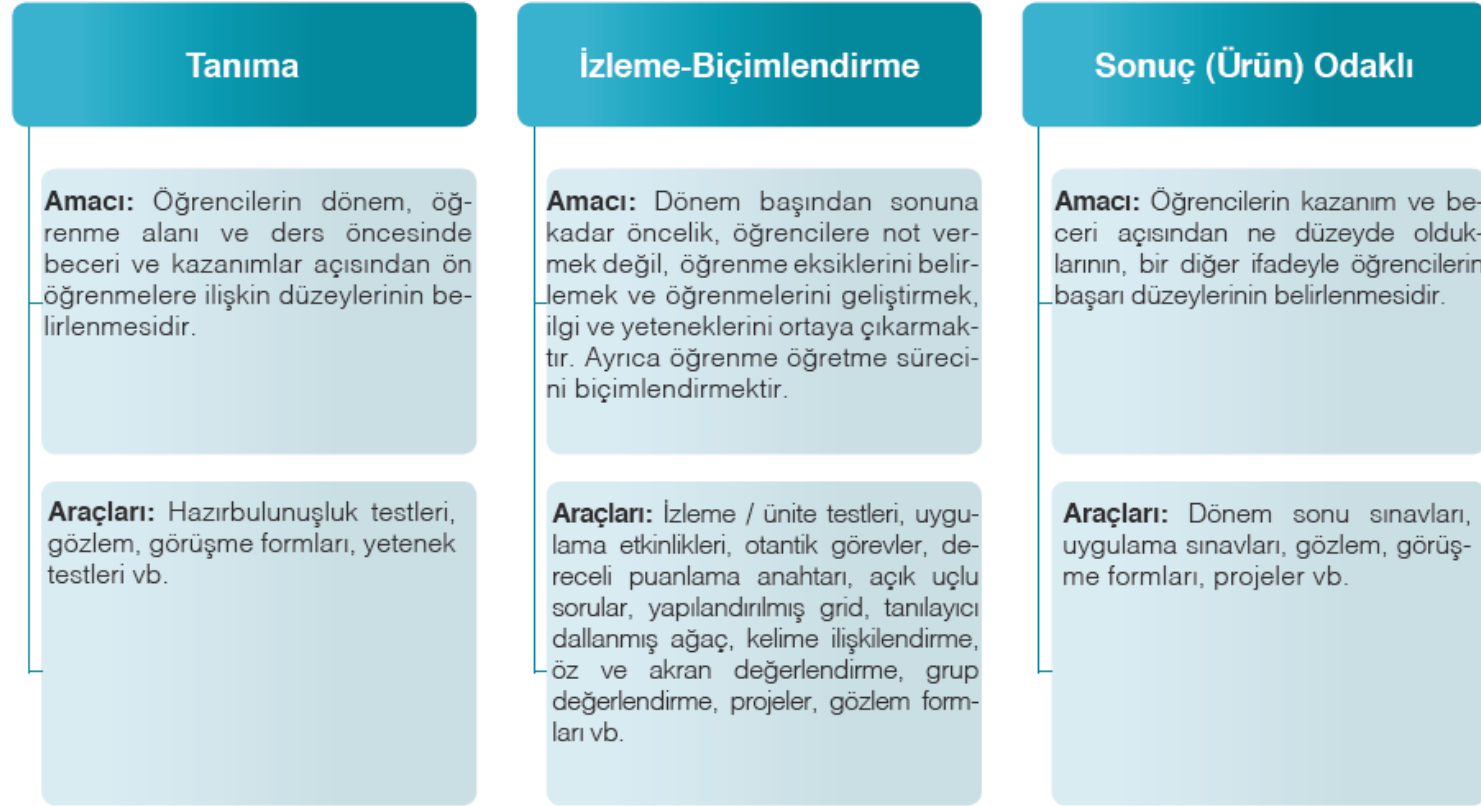 Tanıma
Amacı: Öğrencilerin dönem, öğ-
renme alanı ve ders öncesinde
beceri ve kazanımlar açısından ön
öğrenmelere ilişkin düzeylerinin be-
lirlenmesidir.
Araçları: Hazırbulunuşluk testleri,
gözlem, görüşme formları, yetenek
testleri vb.
İzleme-Biçimlendirme
Amacı: Dönem başından sonuna
kadar öncelik, öğrencilere not ver-
mek değil, öğrenme eksiklerini belir-
lemek ve öğrenmelerini geliştirmek,
ilgi ve yeteneklerini ortaya çıkarmak-
tır. Ayrıca öğrenme öğretme süreci-
ni biçimlendirmektir.
Araçları: İzleme / ünite testleri, uygu-
lama etkinlikleri, otantik görevler, de-
receli puanlama anahtarı, açık uçlu
sorular, yapılandırılmış grid, tanılayıcı
dallanmış ağaç, kelime ilişkilendirme,
öz ve akran değerlendirme, grup
değerlendirme, projeler, gözlem form-
ları vb.
Sonuç (Ürün) Odaklı
Amacı: Öğrencilerin kazanım ve be-
ceri açısından ne düzeyde olduk-
larının, bir diğer ifadeyle öğrencilerin
başarı düzeylerinin belirlenmesidir.
Araçları: Dönem sonu sınavları,
uygulama sınavları, gözlem, görüş-
me formları, projeler vb.